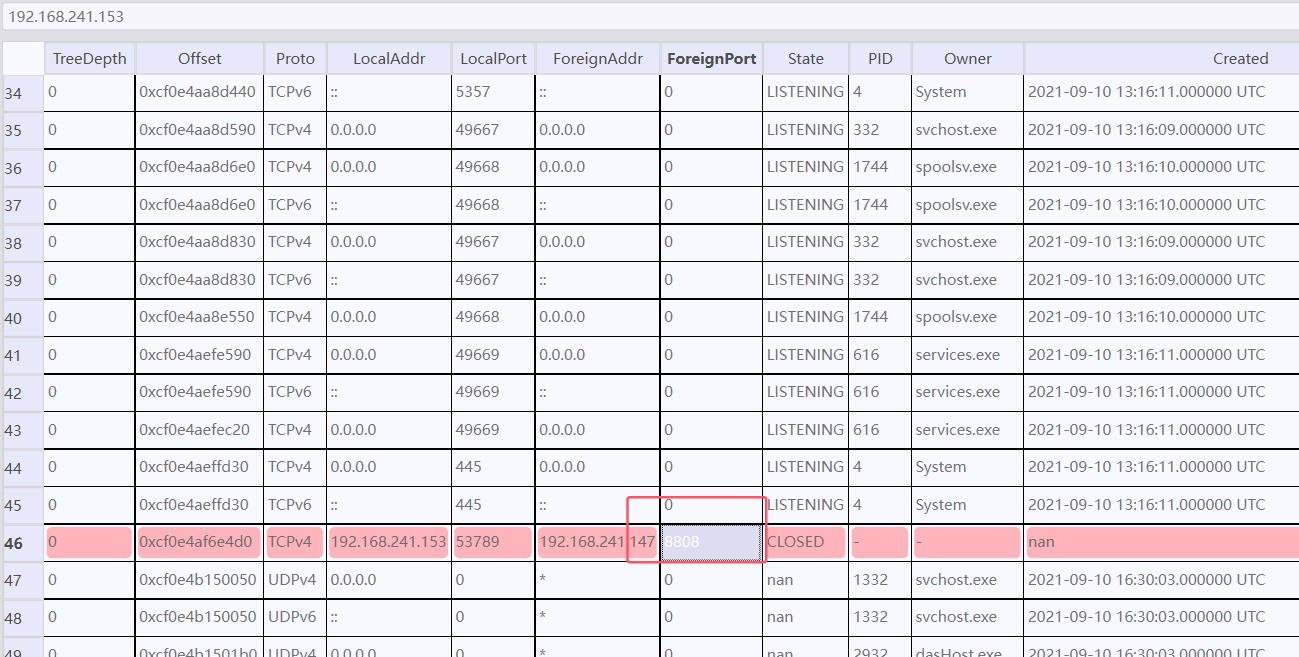 192.168.241.153
TreeDepth Offset Proto LocalAddr LocalPort ForeignAddr ForeignPort State PID Owner Created
34 0 0xcf0e4aa8d440 TCPv6 :: 5357 :: 0 LISTENING 4 System 2021-09-10 13:16:11.000000 UTC
35 0 0xcf0e4aa8d590 TCPv4 0.0.0.0 49667 0.0.0.0 0 LISTENING 332 svchost.exe 2021-09-10 13:16:09.000000 UTC
36 0 0xcf0e4aa8d6e0 TCPv4 0.0.0.0 49668 0.0.0.0 0 LISTENING 1744 spoolsv.exe 2021-09-10 13:16:10.000000 UTC
37 0 0xcf0e4aa8d6e0 TCPv6 :: 49668 :: 0 LISTENING 1744 spoolsv.exe 2021-09-10 13:16:10.000000 UTC
38 0 0xcf0e4aa8d830 TCPv4 0.0.0.0 49667 0.0.0.0 0 LISTENING 332 svchost.exe 2021-09-10 13:16:09.000000 UTC
39 0 0xcf0e4aa8d830 TCPv6 :: 49667 :: 0 LISTENING 332 svchost.exe 2021-09-10 13:16:09.000000 UTC
40 0 0xcf0e4aa8e550 TCPv4 0.0.0.0 49668 0.0.0.0 0 LISTENING 1744 spoolsv.exe 2021-09-10 13:16:10.000000 UTC
41 0 0xcf0e4aefe590 TCPv4 0.0.0.0 49669 0.0.0.0 0 LISTENING 616 services.exe 2021-09-10 13:16:11.000000 UTC
42 0 0xcf0e4aefe590 TCPv6 :: 49669 :: 0 LISTENING 616 services.exe 2021-09-10 13:16:11.000000 UTC
43 0 0xcf0e4aefec20 TCPv4 0.0.0.0 49669 0.0.0.0 0 LISTENING 616 services.exe 2021-09-10 13:16:11.000000 UTC
44 0 0xcf0e4aeffd30 TCPv4 0.0.0.0 445 0.0.0.0 0 LISTENING 4 System 2021-09-10 13:16:11.000000 UTC
45 0 0xcf0e4aeffd30 TCPv6 :: 445 :: 0 LISTENING 4 System 2021-09-10 13:16:11.000000 UTC
46 0 0xcf0e4af6e4d0 TCPv4 192.168.241.153 53789 192.168.241.147 8808 CLOSED - - nan
47 0 0xcf0e4b150050 UDPv4 0.0.0.0 0 * 0 nan 1332 svchost.exe 2021-09-10 16:30:03.000000 UTC
48 0 0xcf0e4b150050 UDPv6 :: 0 * 0 nan 1332 svchost.exe 2021-09-10 16:30:03.000000 UTC
49 0 0xcf0e4b1501b0 UDPv4 0.0.0.0 0 * 0 nan 2932 dasHost.exe 2021-09-10 16:30:03.000000 UTC